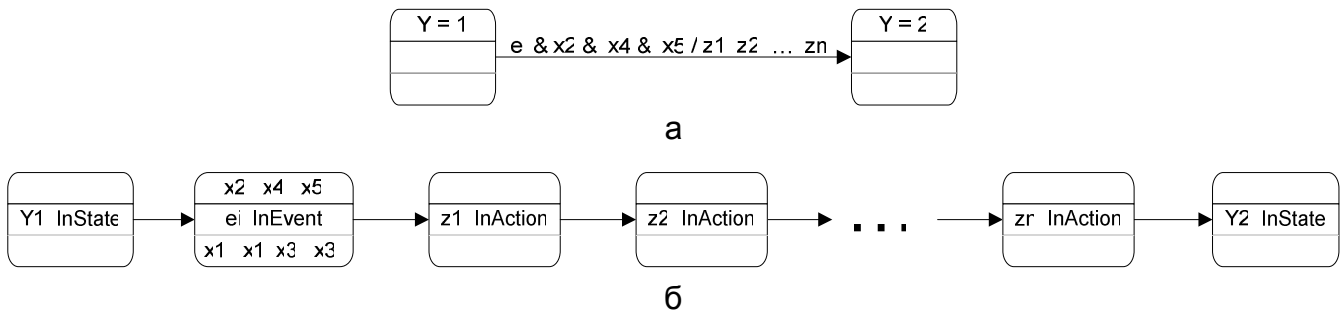 Y = 1
e & x2 & x4 & x5 / z1 z2 ... zn
Y = 2
а
x2 x4 x5
Y1 InState
ei InEvent
z1 InAction
z2 InAction
...
zn InAction
Y2 InState
x1 x1 x3 x3
б